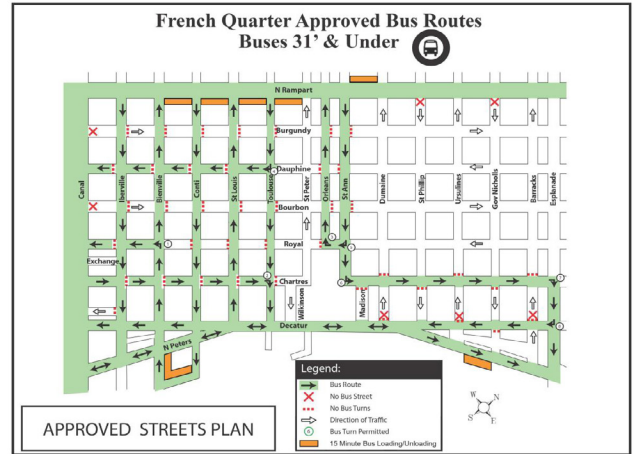 French Quarter Approved Bus Routes
Buses 31' & Under
N Rampart
Burgundy
Dauphine
Canal
Iberville
Bienville
Conti
St Louis
Toulouse
St Peter
Orleans
St Ann
Dumaine
St Phillip
Ursulines
Gov Nicholls
Barracks
Esplanade
Bourbon
Royal
Exchange
Chartres
Wilkinson
Madison
Decatur
N Peters
Legend:
Bus Route
No Bus Street
No Bus Turns
Direction of Traffic
Bus Turn Permitted
15 Minute Bus Loading/Unloading
W N
S E
APPROVED STREETS PLAN